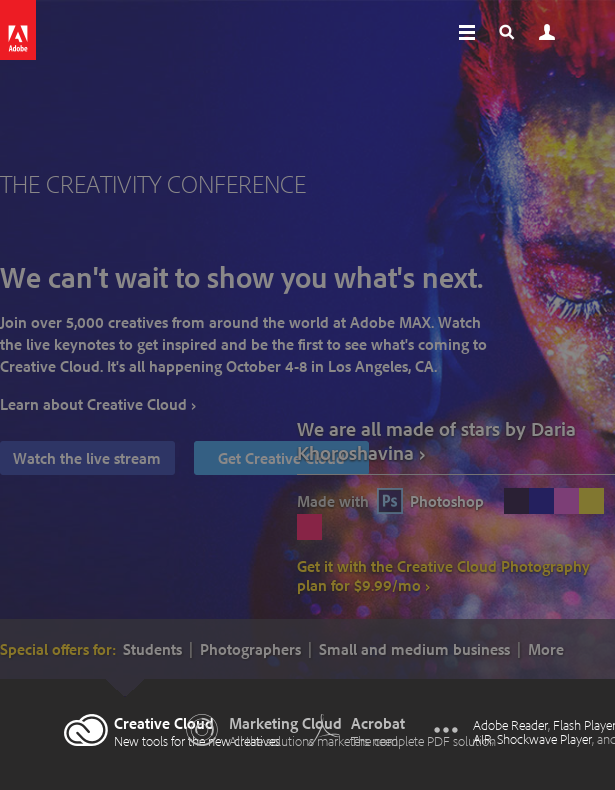 Adobe
THE CREATIVITY CONFERENCE
We can't wait to show you what's next.
Join over 5,000 creatives from around the world at Adobe MAX. Watch
the live keynotes to get inspired and be the first to see what's coming to
Creative Cloud. It's all happening October 4-8 in Los Angeles, CA.
Learn about Creative Cloud ›
Watch the live stream
Get Creative Cloud
We are all made of stars by Daria
Khoroshavina ›
Made with Ps Photoshop
Get it with the Creative Cloud Photography
plan for $9.99/mo ›
Special offers for: Students | Photographers | Small and medium business | More
Creative Cloud
New tools for the new creatives
Marketing Cloud
All the solutions marketers need
Acrobat
The complete PDF solution
Adobe Reader, Flash Player
AIR, Shockwave Player, and